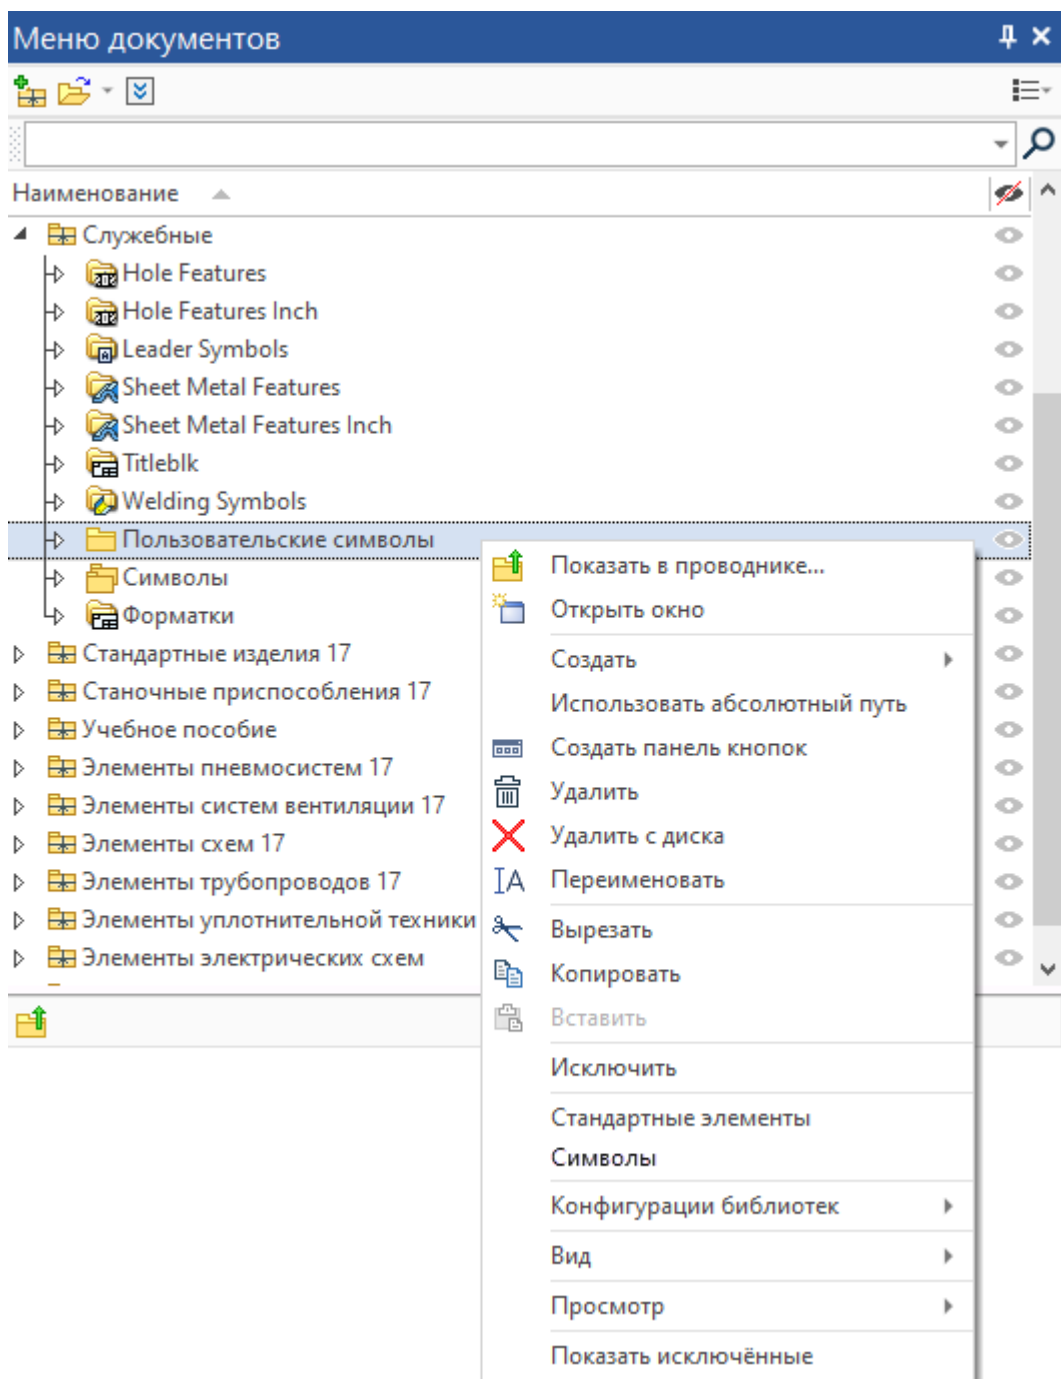 Меню документов
Наименование
Служебные
Hole Features
Hole Features Inch
Leader Symbols
Sheet Metal Features
Sheet Metal Features Inch
Titleblk
Welding Symbols
Пользовательские символы
Символы
Форматки
Стандартные изделия 17
Станочные приспособления 17
Учебное пособие
Элементы пневмосистем 17
Элементы систем вентиляции 17
Элементы схем 17
Элементы трубопроводов 17
Элементы уплотнительной техники
Элементы электрических схем
Показать в проводнике...
Открыть окно
Создать
Использовать абсолютный путь
Создать панель кнопок
Удалить
Удалить с диска
Переименовать
Вырезать
Копировать
Вставить
Исключить
Стандартные элементы
Символы
Конфигурации библиотек
Вид
Просмотр
Показать исключённые